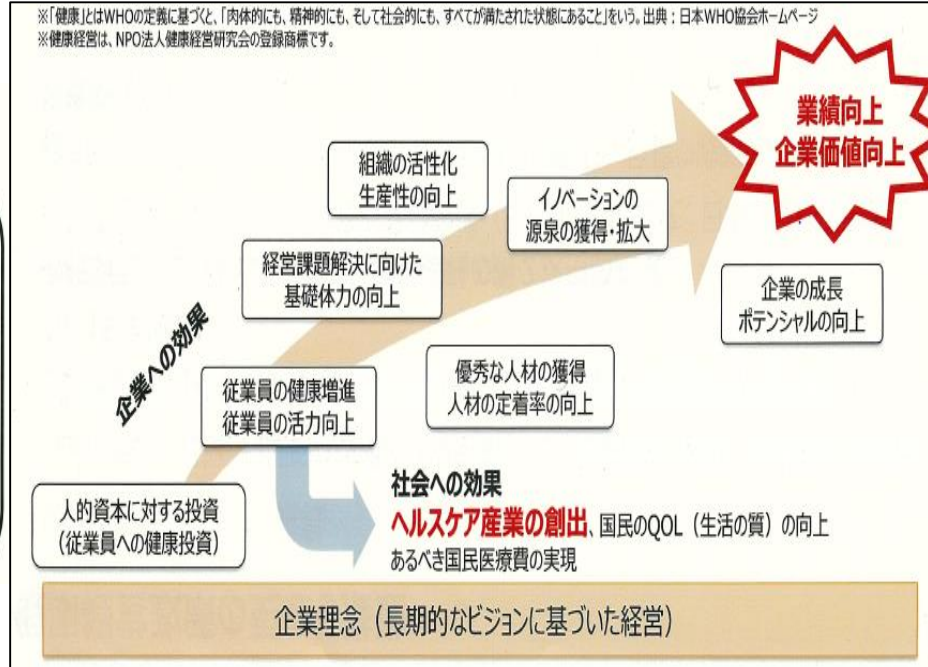 ※「健康」とはWHOの定義に基づくと、「肉体的にも、精神的にも、そして社会的にも、すべてが満たされた状態にあること」をいう。出典：日本WHO協会ホームページ
※健康経営は、NPO法人健康経営研究会の登録商標です。
業績向上
企業価値向上
組織の活性化
生産性の向上
イノベーションの
源泉の獲得・拡大
経営課題解決に向けた
基礎体力の向上
企業の成長
ポテンシャルの向上
企業への効果
従業員の健康増進
従業員の活力向上
優秀な人材の獲得
人材の定着率の向上
人的資本に対する投資
（従業員への健康投資）
社会への効果
ヘルスケア産業の創出、国民のQOL（生活の質）の向上
あるべき国民医療費の実現
企業理念（長期的なビジョンに基づいた経営）